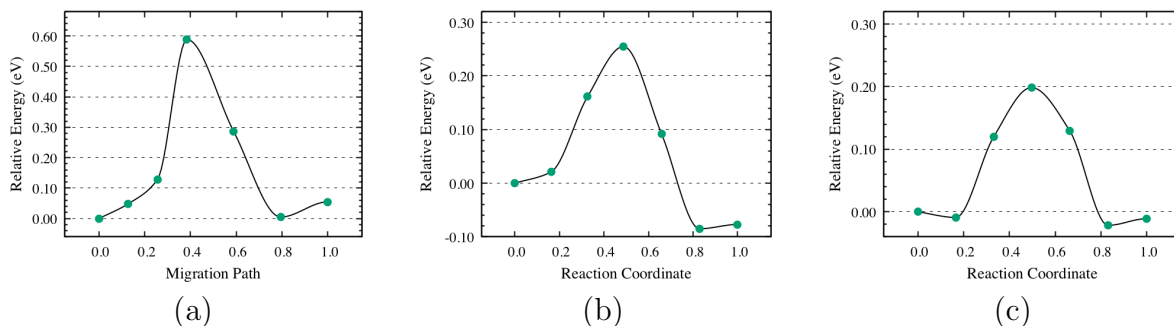 Relative Energy (eV)
0.60
0.50
0.40
0.30
0.20
0.10
0.00
0.0 0.2 0.4 0.6 0.8 1.0
Migration Path
(a)
Relative Energy (eV)
0.30
0.20
0.10
0.00
-0.10
0.0 0.2 0.4 0.6 0.8 1.0
Reaction Coordinate
(b)
Relative Energy (eV)
0.30
0.20
0.10
0.00
0.0 0.2 0.4 0.6 0.8 1.0
Reaction Coordinate
(c)